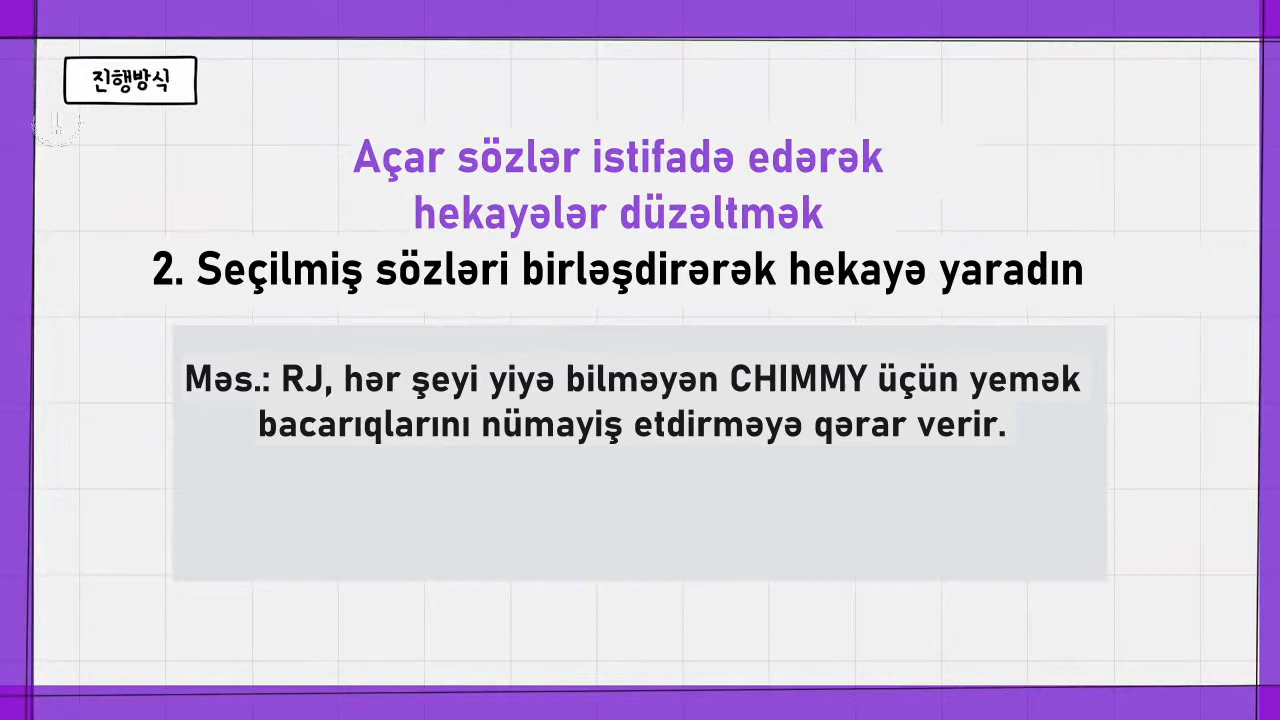 진행방식
Açar sözlər istifadə edərək
hekayələr düzəltmək
2. Seçilmiş sözləri birləşdirərək hekayə yaradın
Məs.: RJ, hər şeyi yiyə bilməyən CHIMMY üçün yemək
bacarıqlarını nümayiş etdirməyə qərar verir.